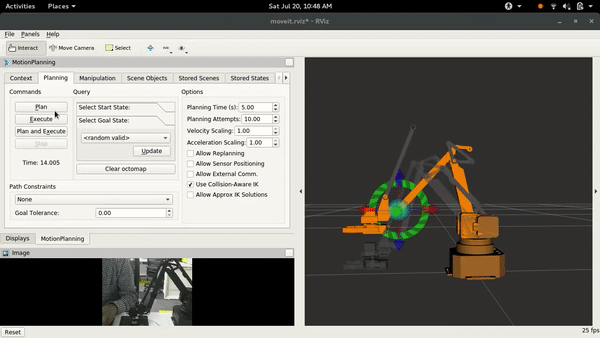 Activities
Places
Sat Jul 20, 10:48 AM
moveit.rviz* - RViz
File Panels Help
Interact Move Camera Select
MotionPlanning
Context Planning Manipulation Scene Objects Stored Scenes Stored States
Commands
Plan
Execute
Plan and Execute
Stop
Time: 14.005
Query
Select Start State:
Select Goal State:
<random valid>
Update
Clear octomap
Options
Planning Time (s): 5.00
Planning Attempts: 10.00
Velocity Scaling: 1.00
Acceleration Scaling: 1.00
Allow Replanning
Allow Sensor Positioning
Allow External Comm.
Use Collision-Aware IK
Allow Approx IK Solutions
Path Constraints
None
Goal Tolerance: 0.00
Displays MotionPlanning
Image
Reset
25 fps